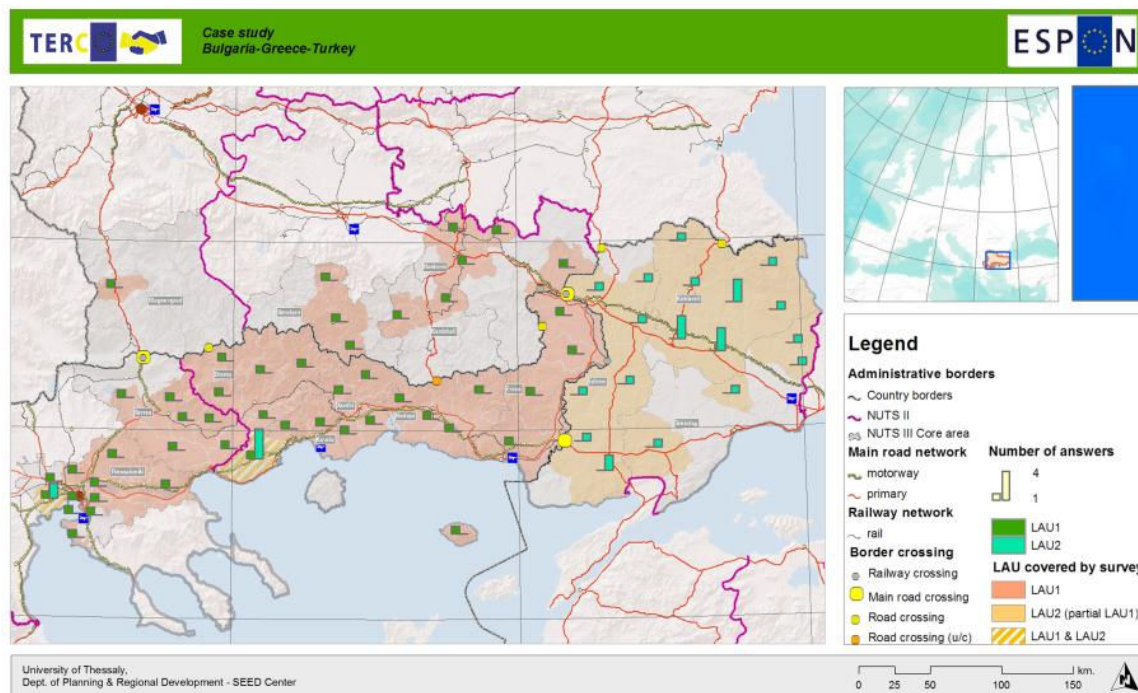 TERC
Case study
Bulgaria-Greece-Turkey
ESPON
Legend
Administrative borders
Country borders
NUTS II
NUTS III Core area
Main road network
motorway
primary
Railway network
rail
Border crossing
Railway crossing
Main road crossing
Road crossing
Road crossing (u/c)
Number of answers
4
1
LAU1
LAU2
LAU covered by survey
LAU1
LAU2 (partial LAU1)
LAU1 & LAU2
University of Thessaly,
Dept. of Planning & Regional Development - SEED Center
km.
0 25 50 100 150
N